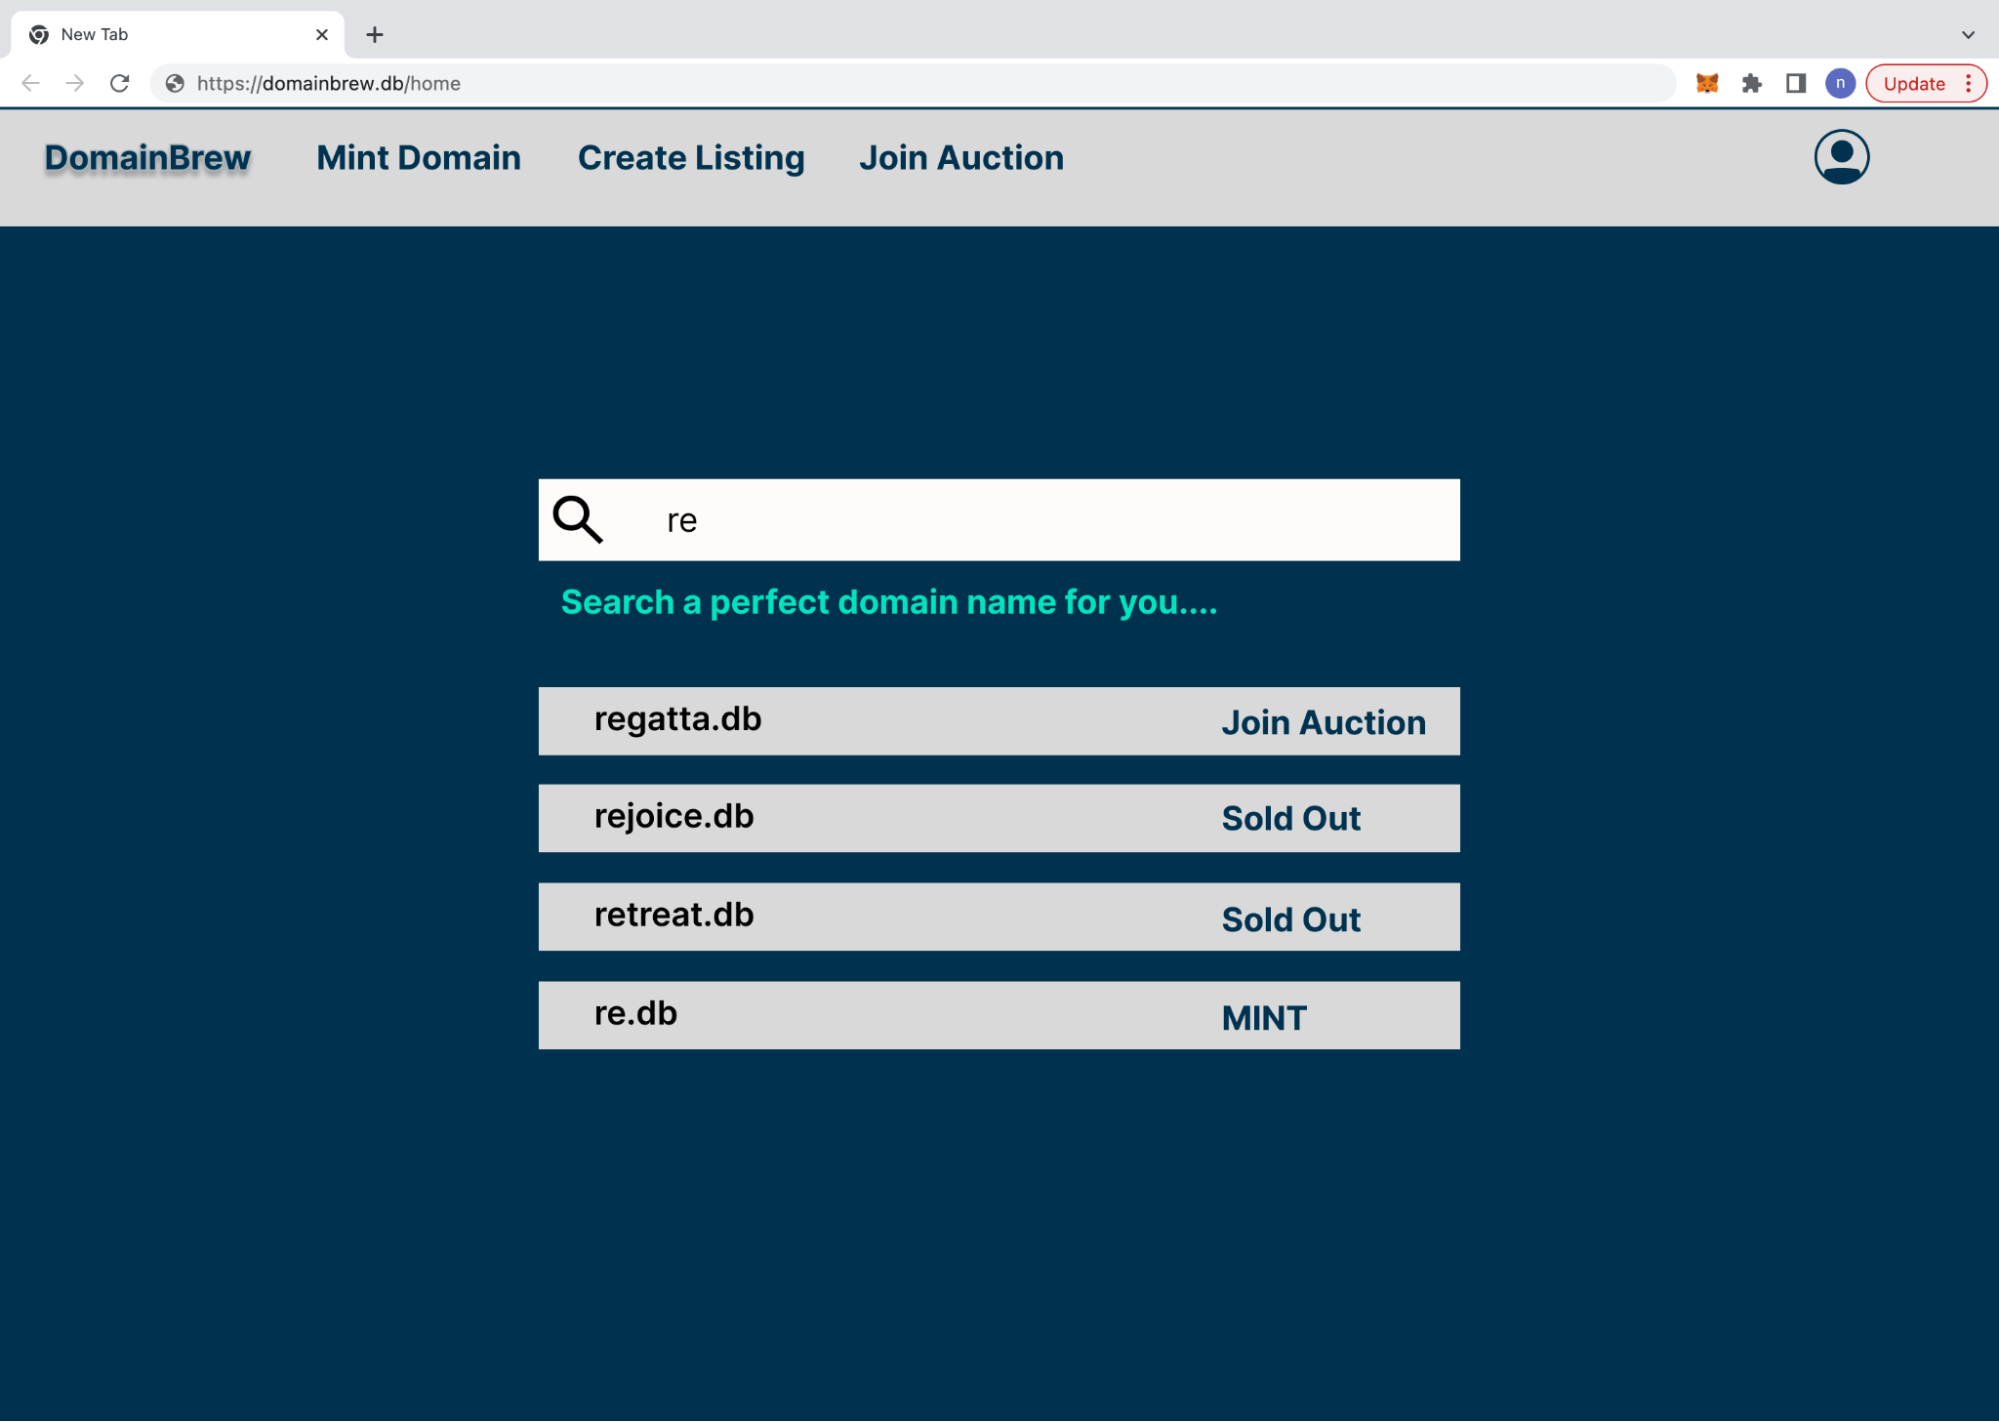 New Tab
https://domainbrew.db/home
n
Update
DomainBrew Mint Domain Create Listing Join Auction
re
Search a perfect domain name for you....
regatta.db Join Auction
rejoice.db Sold Out
retreat.db Sold Out
re.db MINT